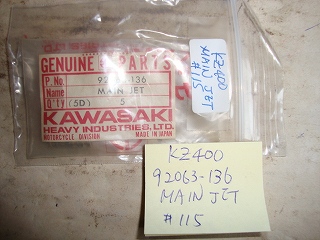 GENUINE PARTS
P.No. 92063-136
Name MAIN JET
Q'ty (5D) 5
KAWASAKI
HEAVY INDUSTRIES, LTD.
MOTORCYCLE DIVISION MADE IN JAPAN
KZ400
MAIN JET
#115
KZ400
92063-136
MAIN JET
#115